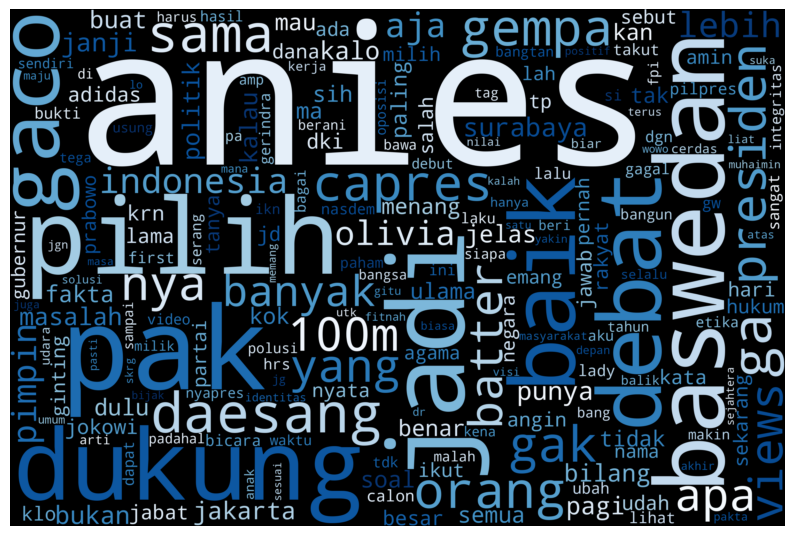 buat
harus
hasil
sama
mau
ada
aja
gempa
sebut
takut
bangtan
positif
lebih
suka
sendiri
maju
janji
di
dana
kalo
milih
kan
fpi
amin
adidas
bukti
gaco
anies
amp
kerja
lo
lah
tag
tp
si
tak
pilpres
terus
integritas
usung
politik
kalau
gerindra
pa
berani
sih
ma
dki
oposisi
paling
bawa
salah
surabaya
nilai
biar
dgn
gagal
wowo
cerdas
liat
muhaimin
presiden
tega
mana
debut
indonesia
bagai
capres
kalah
lalu
hanya
beri
pernah
bangun
gw
sangat
atas
prabowo
tanya
ikn
nasdem
menang
laku
satu
yakin
baik
debat
baswedan
rakyat
gubernur
jgn
pilih
krn
lama
first
serang
jd
memang
olivia
jelas
siapa
masa
solusi
nya
banyak
paham
bangsa
gitu
ini
ulama
emang
jawab
selalu
hari
juga
fakta
masalah
sampai
video
kok
utk
fitnah
jadi
batter
negara
masyarakat
aku
tahun
etika
hukum
pimpin
udara
pasti
skrg
milik
partai
polusi
100m
biasa
agama
visi
depan
ga
ginting
pak
hrs
yang
dr
lady
balik
kata
views
sekarang
bijak
jg
nyapres
identitas
nyata
kena
punya
umum
dulu
daesang
angin
bang
makin
sejahtera
jokowi
arti
padahal
bicara
waktu
benar
gak
tidak
nama
dukung
dapat
anak
sesuai
tdk
soal
malah
ikut
bilang
akhir
calon
orang
ubah
udah
apa
klo
bukan
jabat
jakarta
besar
semua
pagi
lihat
pakta